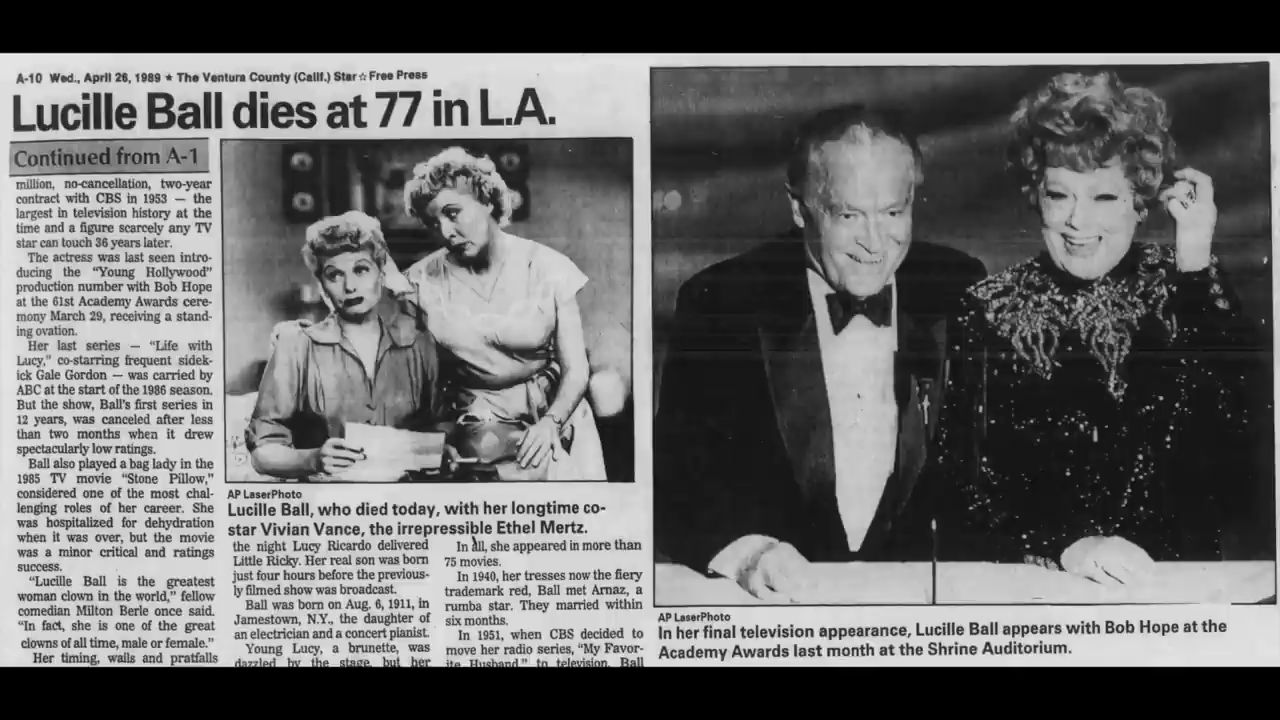 A-10 Wed., April 26, 1989 ★ The Ventura County (Calif.) Star ☆ Free Press
Lucille Ball dies at 77 in L.A.
Continued from A-1
million, no-cancellation, two-year
contract with CBS in 1953 — the
largest in television history at the
time and a figure scarcely any TV
star can touch 36 years later.
The actress was last seen intro-
ducing the "Young Hollywood"
production number with Bob Hope
at the 61st Academy Awards cere-
mony March 29, receiving a stand-
ing ovation.
Her last series — "Life with
Lucy," co-starring frequent sidek-
ick Gale Gordon — was carried by
ABC at the start of the 1986 season.
But the show, Ball's first series in
12 years, was canceled after less
than two months when it drew
spectacularly low ratings.
Ball also played a bag lady in the
1985 TV movie "Stone Pillow,"
considered one of the most chal-
lenging roles of her career. She
was hospitalized for dehydration
when it was over, but the movie
was a minor critical and ratings
success.
"Lucille Ball is the greatest
woman clown in the world," fellow
comedian Milton Berle once said.
"In fact, she is one of the great
clowns of all time, male or female."
Her timing, wails and pratfalls
AP LaserPhoto
Lucille Ball, who died today, with her longtime co-
star Vivian Vance, the irrepressible Ethel Mertz.
the night Lucy Ricardo delivered
Little Ricky. Her real son was born
just four hours before the previous-
ly filmed show was broadcast.
Ball was born on Aug. 6, 1911, in
Jamestown, N.Y., the daughter of
an electrician and a concert pianist.
Young Lucy, a brunette, was
dazzled by the stage, but her
In all, she appeared in more than
75 movies.
In 1940, her tresses now the fiery
trademark red, Ball met Arnaz, a
rumba star. They married within
six months.
In 1951, when CBS decided to
move her radio series, "My Favor-
ite Husband," to television, Ball
AP LaserPhoto
In her final television appearance, Lucille Ball appears with Bob Hope at the
Academy Awards last month at the Shrine Auditorium.